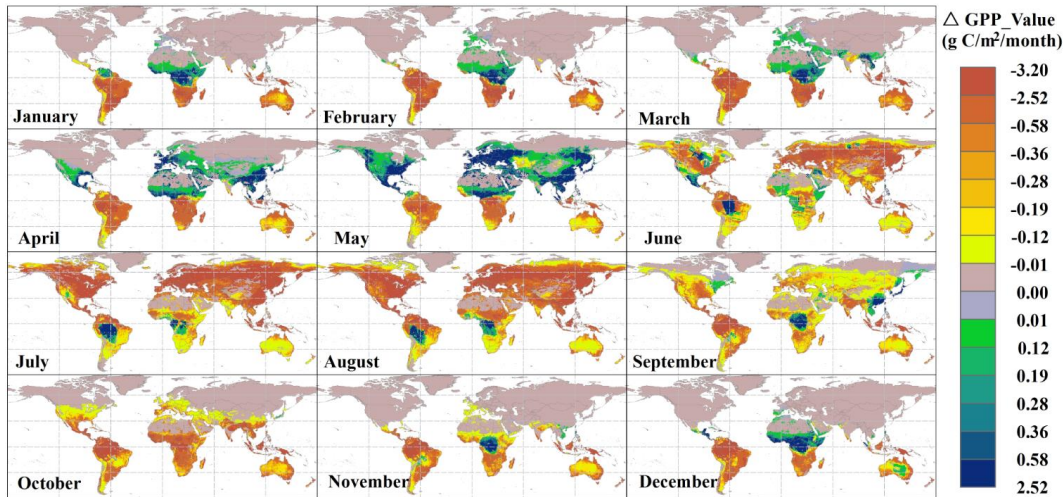 △ GPP_Value
(g C/m²/month)
-3.20
-2.52
-0.58
-0.36
-0.28
-0.19
-0.12
-0.01
0.00
0.01
0.12
0.19
0.28
0.36
0.58
2.52
January
February
March
April
May
June
July
August
September
October
November
December